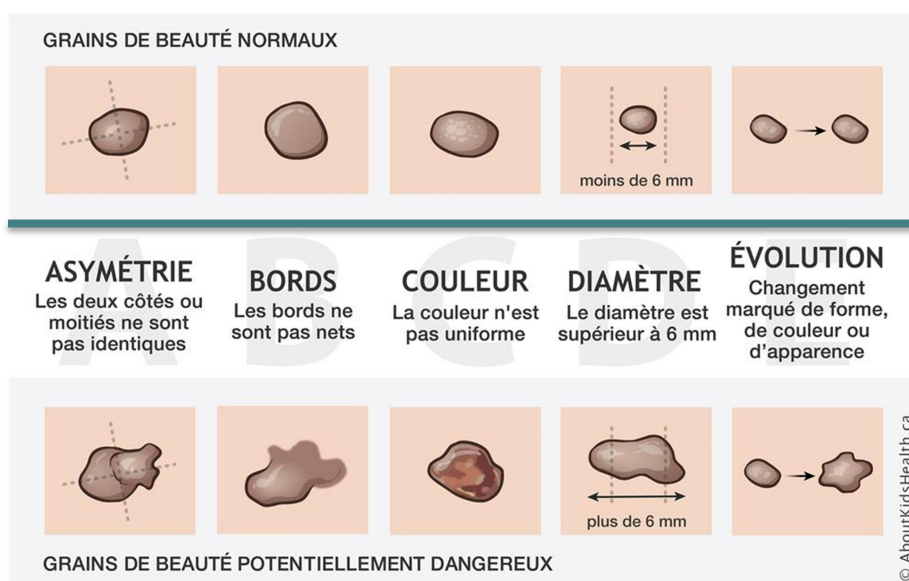 GRAINS DE BEAUTÉ NORMAUX
moins de 6 mm
A B C D E
ASYMÉTRIE
Les deux côtés ou
moitiés ne sont
pas identiques
BORDS
Les bords ne
sont pas nets
COULEUR
La couleur n'est
pas uniforme
DIAMÈTRE
Le diamètre est
supérieur à 6 mm
ÉVOLUTION
Changement
marqué de forme,
de couleur ou
d’apparence
plus de 6 mm
GRAINS DE BEAUTÉ POTENTIELLEMENT DANGEREUX
© AboutKidsHealth.ca